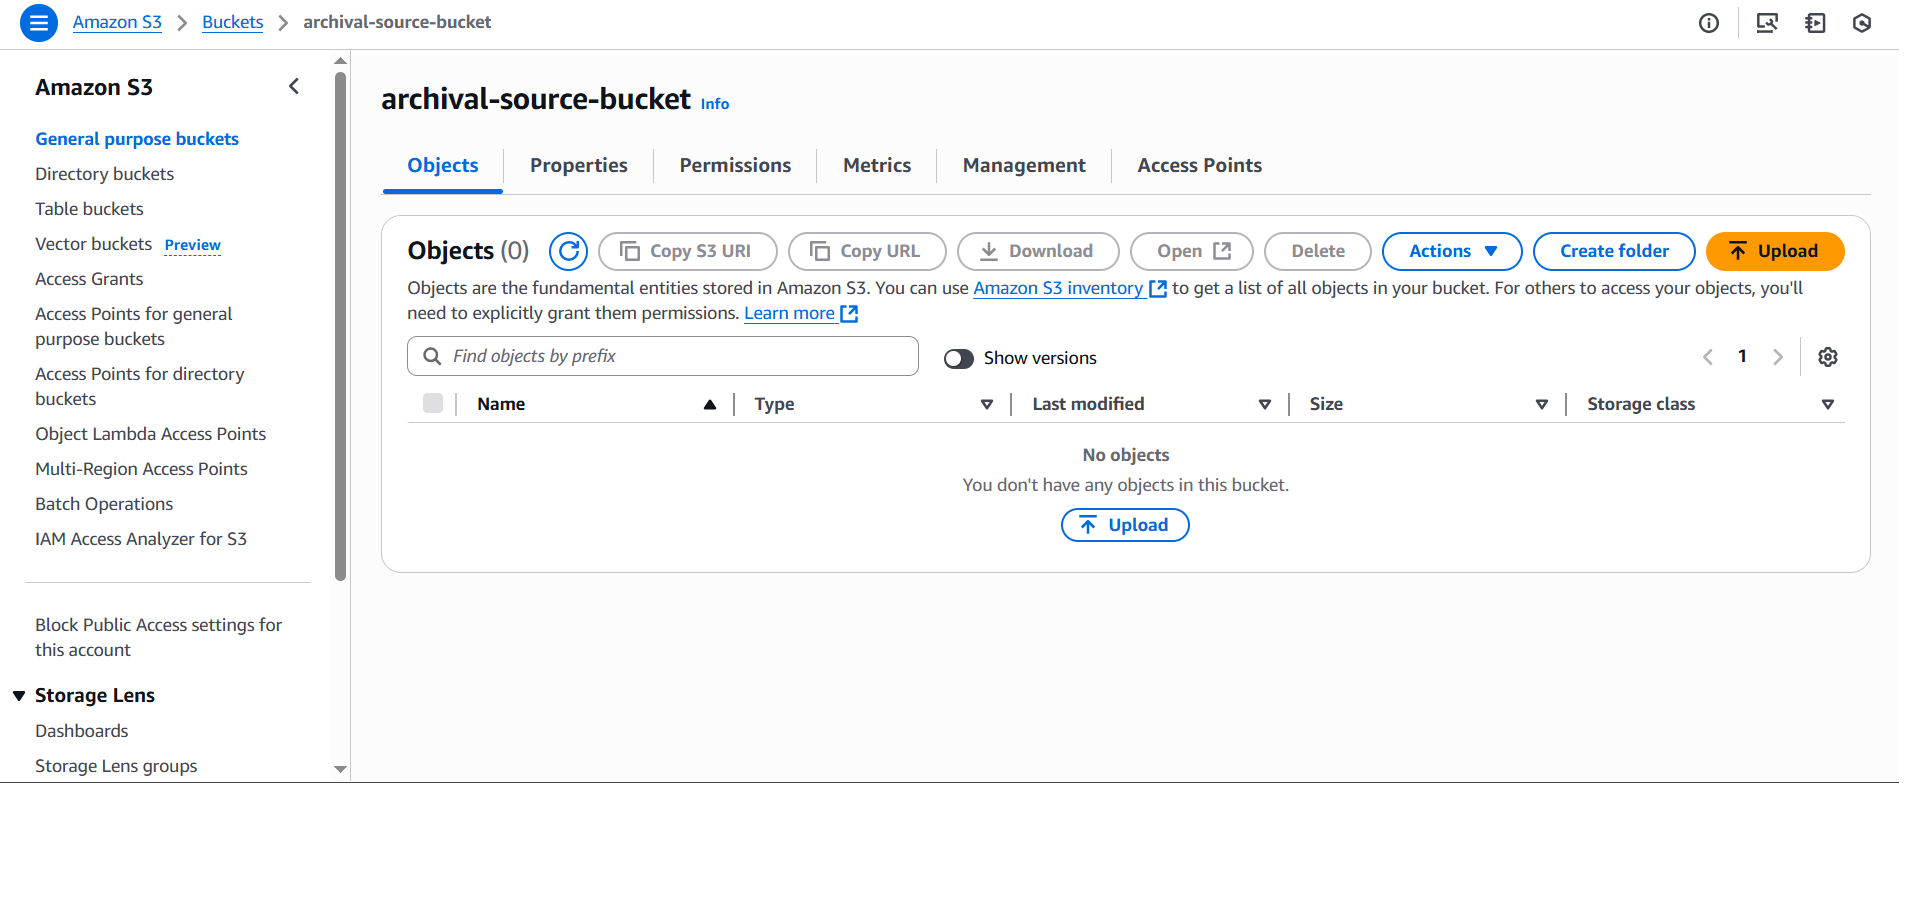 Amazon S3 > Buckets > archival-source-bucket
Amazon S3
General purpose buckets
Directory buckets
Table buckets
Vector buckets Preview
Access Grants
Access Points for general
purpose buckets
Access Points for directory
buckets
Object Lambda Access Points
Multi-Region Access Points
Batch Operations
IAM Access Analyzer for S3
Block Public Access settings for
this account
Storage Lens
Dashboards
Storage Lens groups
archival-source-bucket Info
Objects Properties Permissions Metrics Management Access Points
Objects (0) Copy S3 URI Copy URL Download Open Delete Actions Create folder Upload
Objects are the fundamental entities stored in Amazon S3. You can use Amazon S3 inventory to get a list of all objects in your bucket. For others to access your objects, you'll
need to explicitly grant them permissions. Learn more
Find objects by prefix Show versions 1
Name Type Last modified Size Storage class
No objects
You don't have any objects in this bucket.
Upload